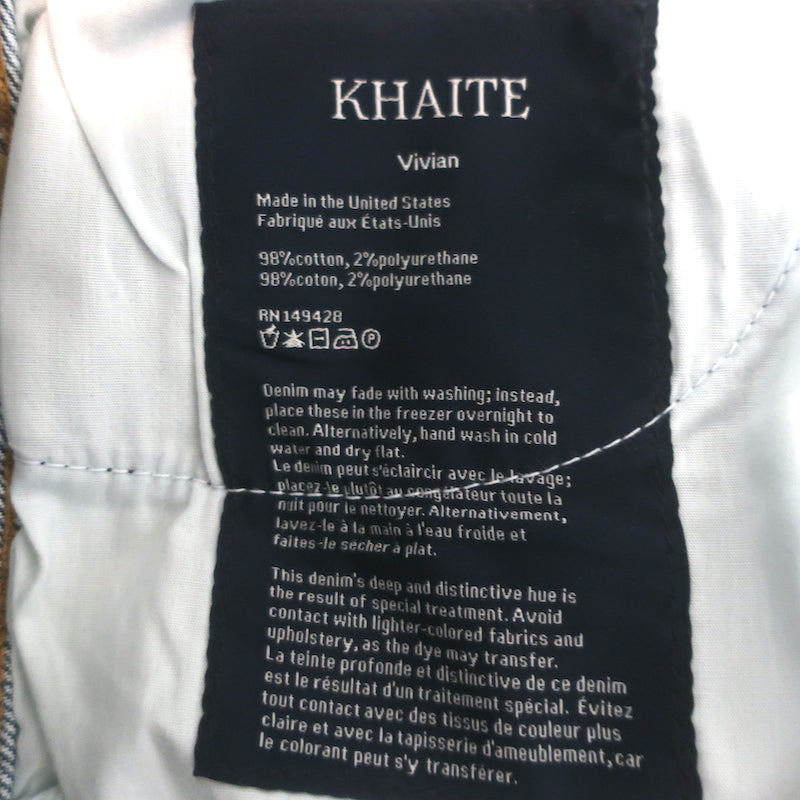 KHAITE
Vivian
Made in the United States
Fabriqué aux États-Unis
98%cotton, 2%polyurethane
98%coton, 2%polyurethane
RN 149428
P
Denim may fade with washing; instead,
place these in the freezer overnight to
clean. Alternatively, hand wash in cold
water and dry flat.
Le denim peut s'éclaircir avec le lavage;
placez-le plutôt au congélateur toute la
nuit pour le nettoyer. Alternativement,
lavez-le à la main à l'eau froide et
faites-le sécher à plat.
This denim's deep and distinctive hue is
the result of special treatment. Avoid
contact with lighter-colored fabrics and
upholstery, as the dye may transfer.
La teinte profonde et distinctive de ce denim
est le résultat d'un traitement spécial. Évitez
tout contact avec des tissus de couleur plus
claire et avec la tapisserie d'ameublement, car
le colorant peut s'y transférer.